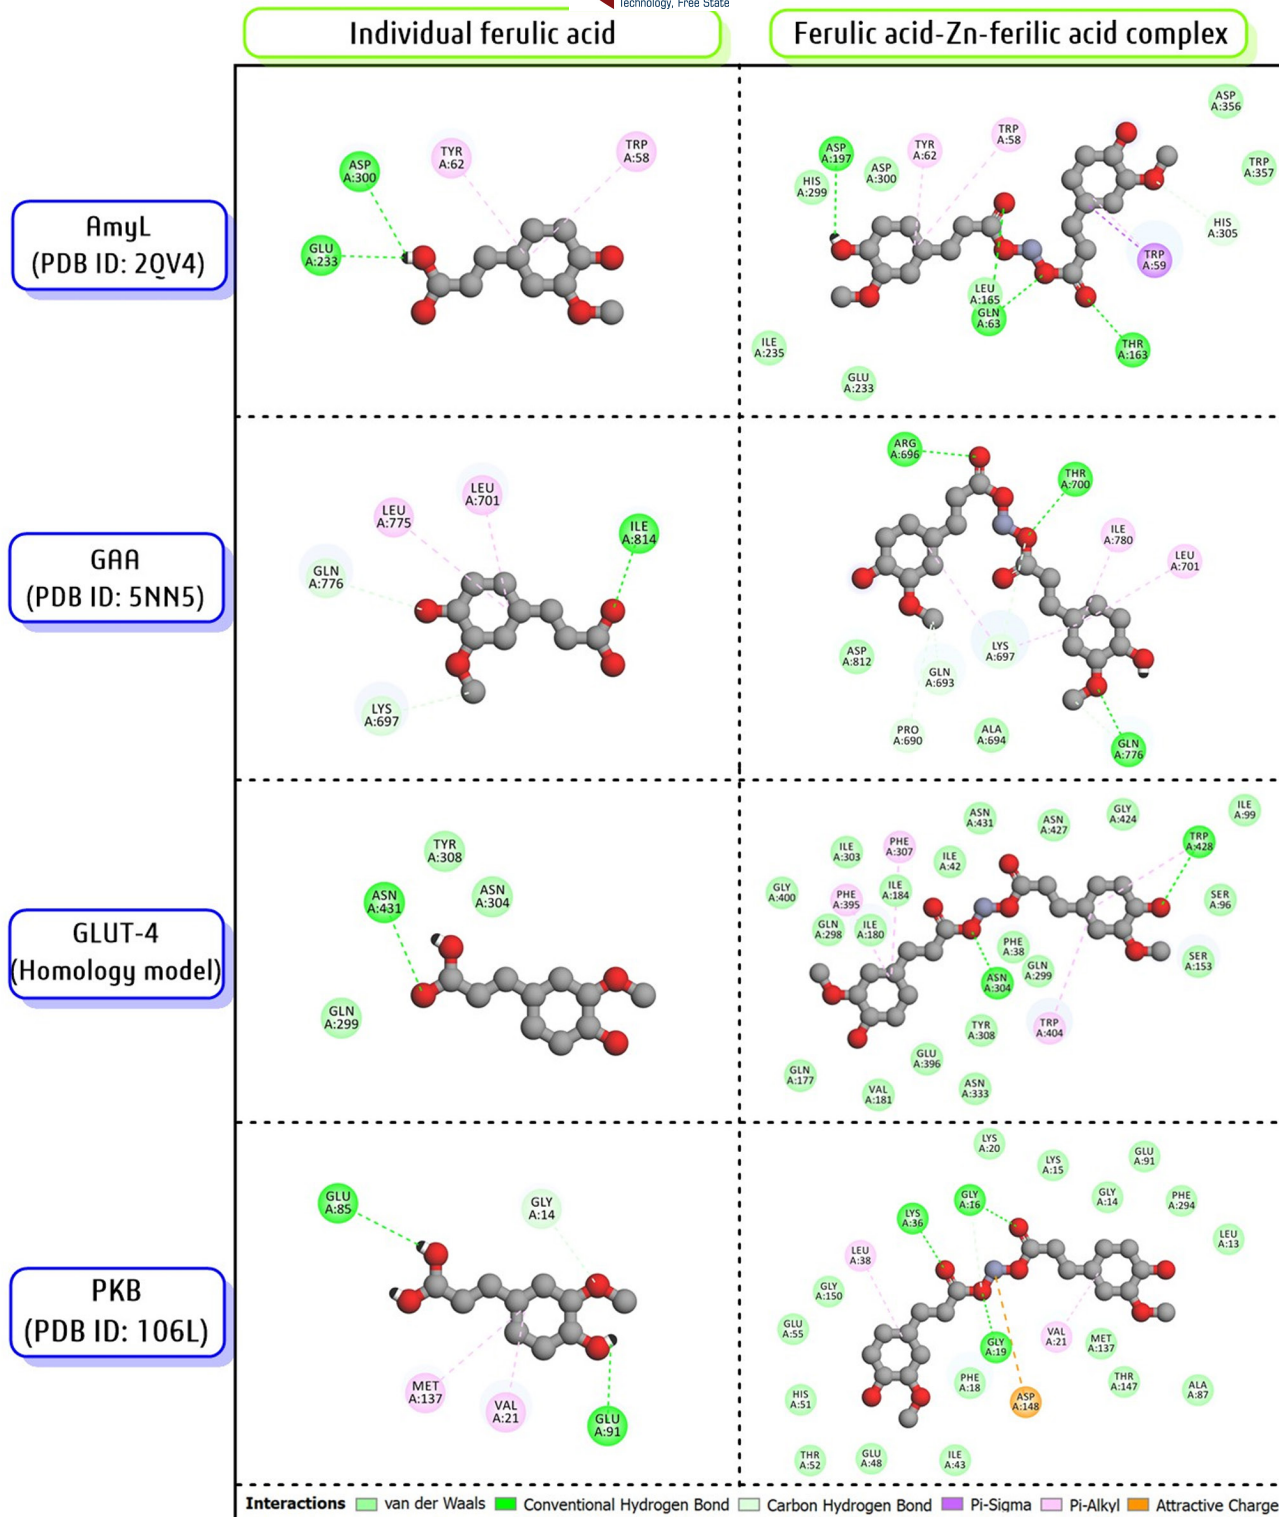 Technology, Free State
Individual ferulic acid
Ferulic acid-Zn-ferilic acid complex
AmyL
(PDB ID: 2QV4)
ASP
A:300
TYR
A:62
TRP
A:58
GLU
A:233
ASP
A:356
TRP
A:58
ASP
A:197
TYR
A:62
TRP
A:357
HIS
A:299
ASP
A:300
HIS
A:305
TRP
A:59
LEU
A:165
GLN
A:63
THR
A:163
ILE
A:235
GLU
A:233
GAA
(PDB ID: 5NN5)
LEU
A:701
LEU
A:775
ILE
A:814
GLN
A:776
LYS
A:697
ARG
A:696
THR
A:700
ILE
A:780
LEU
A:701
ASP
A:812
LYS
A:697
GLN
A:693
PRO
A:690
ALA
A:694
GLN
A:776
GLUT-4
(Homology model)
TYR
A:308
ASN
A:431
ASN
A:304
GLN
A:299
ASN
A:431
ASN
A:427
GLY
A:424
ILE
A:99
ILE
A:303
PHE
A:307
ILE
A:42
TRP
A:428
GLY
A:400
PHE
A:395
ILE
A:184
SER
A:96
GLN
A:298
ILE
A:180
PHE
A:38
GLN
A:299
SER
A:153
ASN
A:304
TYR
A:308
TRP
A:404
GLN
A:177
VAL
A:181
GLU
A:396
ASN
A:333
PKB
(PDB ID: 106L)
GLU
A:85
GLY
A:14
MET
A:137
VAL
A:21
GLU
A:91
LYS
A:20
LYS
A:15
GLU
A:91
LYS
A:36
GLY
A:16
GLY
A:14
PHE
A:294
LEU
A:38
LEU
A:13
GLY
A:150
GLU
A:55
GLY
A:19
VAL
A:21
MET
A:137
HIS
A:51
PHE
A:18
ASP
A:148
THR
A:147
ALA
A:87
THR
A:52
GLU
A:48
ILE
A:43
Interactions van der Waals Conventional Hydrogen Bond Carbon Hydrogen Bond Pi-Sigma Pi-Alkyl Attractive Charge